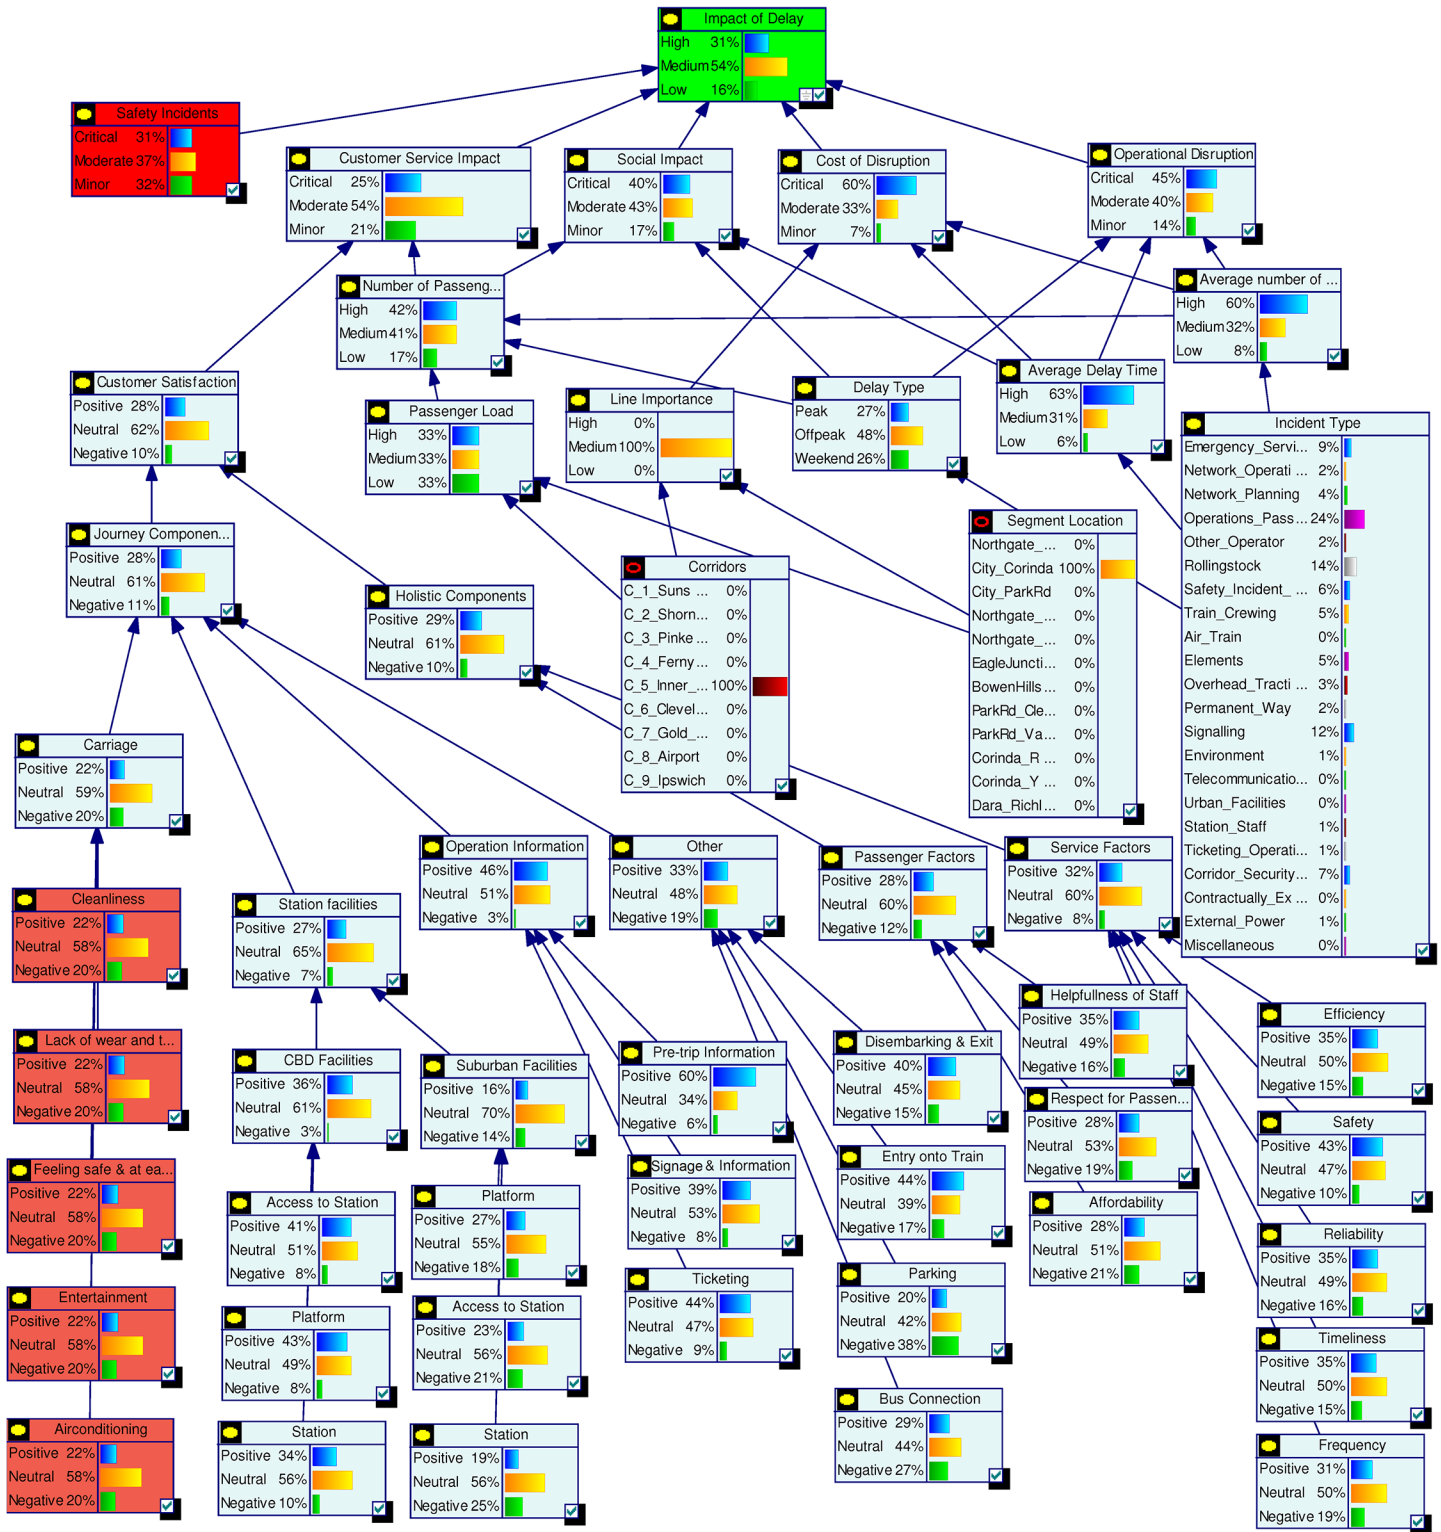 Impact of Delay
High 31%
Medium 54%
Low 16%
Safety Incidents
Critical 31%
Moderate 37%
Minor 32%
Customer Service Impact
Critical 25%
Moderate 54%
Minor 21%
Social Impact
Critical 40%
Moderate 43%
Minor 17%
Cost of Disruption
Critical 60%
Moderate 33%
Minor 7%
Operational Disruption
Critical 45%
Moderate 40%
Minor 14%
Number of Passeng...
High 42%
Medium 41%
Low 17%
Average number of ...
High 60%
Medium 32%
Low 8%
Customer Satisfaction
Positive 28%
Neutral 62%
Negative 10%
Passenger Load
High 33%
Medium 33%
Low 33%
Line Importance
High 0%
Medium 100%
Low 0%
Delay Type
Peak 27%
Offpeak 48%
Weekend 26%
Average Delay Time
High 63%
Medium 31%
Low 6%
Incident Type
Emergency_Servi... 9%
Network_Operati ... 2%
Network_Planning 4%
Operations_Pass... 24%
Other_Operator 2%
Rollingstock 14%
Safety_Incident_ ... 6%
Train_Crewing 5%
Air_Train 0%
Elements 5%
Overhead_Tracti ... 3%
Permanent_Way 2%
Signalling 12%
Environment 1%
Telecommunicatio... 0%
Urban_Facilities 0%
Station_Staff 1%
Ticketing_Operati... 1%
Corridor_Security... 7%
Contractually_Ex ... 0%
External_Power 1%
Miscellaneous 0%
Journey Componen...
Positive 28%
Neutral 61%
Negative 11%
Holistic Components
Positive 29%
Neutral 61%
Negative 10%
Corridors
C_1_Suns ... 0%
C_2_Shorn... 0%
C_3_Pinke ... 0%
C_4_Ferny ... 0%
C_5_Inner_... 100%
C_6_Clevel... 0%
C_7_Gold_... 0%
C_8_Airport 0%
C_9_Ipswich 0%
Segment Location
Northgate_... 0%
City_Corinda 100%
City_ParkRd 0%
Northgate_ ... 0%
Northgate_ ... 0%
EagleJuncti... 0%
BowenHills... 0%
ParkRd_Cle... 0%
ParkRd_Va... 0%
Corinda_R ... 0%
Corinda_Y ... 0%
Dara_Richl... 0%
Carriage
Positive 22%
Neutral 59%
Negative 20%
Operation Information
Positive 46%
Neutral 51%
Negative 3%
Other
Positive 33%
Neutral 48%
Negative 19%
Passenger Factors
Positive 28%
Neutral 60%
Negative 12%
Service Factors
Positive 32%
Neutral 60%
Negative 8%
Cleanliness
Positive 22%
Neutral 58%
Negative 20%
Station facilities
Positive 27%
Neutral 65%
Negative 7%
Lack of wear and t...
Positive 22%
Neutral 58%
Negative 20%
CBD Facilities
Positive 36%
Neutral 61%
Negative 3%
Suburban Facilities
Positive 16%
Neutral 70%
Negative 14%
Pre-trip Information
Positive 60%
Neutral 34%
Negative 6%
Disembarking & Exit
Positive 40%
Neutral 45%
Negative 15%
Helpfullness of Staff
Positive 35%
Neutral 49%
Negative 16%
Efficiency
Positive 35%
Neutral 50%
Negative 15%
Respect for Passen...
Positive 28%
Neutral 53%
Negative 19%
Safety
Positive 43%
Neutral 47%
Negative 10%
Feeling safe & at ea...
Positive 22%
Neutral 58%
Negative 20%
Access to Station
Positive 41%
Neutral 51%
Negative 8%
Platform
Positive 27%
Neutral 55%
Negative 18%
Signage & Information
Positive 39%
Neutral 53%
Negative 8%
Entry onto Train
Positive 44%
Neutral 39%
Negative 17%
Affordability
Positive 28%
Neutral 51%
Negative 21%
Reliability
Positive 35%
Neutral 49%
Negative 16%
Entertainment
Positive 22%
Neutral 58%
Negative 20%
Platform
Positive 43%
Neutral 49%
Negative 8%
Access to Station
Positive 23%
Neutral 56%
Negative 21%
Ticketing
Positive 44%
Neutral 47%
Negative 9%
Parking
Positive 20%
Neutral 42%
Negative 38%
Timeliness
Positive 35%
Neutral 50%
Negative 15%
Airconditioning
Positive 22%
Neutral 58%
Negative 20%
Station
Positive 34%
Neutral 56%
Negative 10%
Station
Positive 19%
Neutral 56%
Negative 25%
Bus Connection
Positive 29%
Neutral 44%
Negative 27%
Frequency
Positive 31%
Neutral 50%
Negative 19%